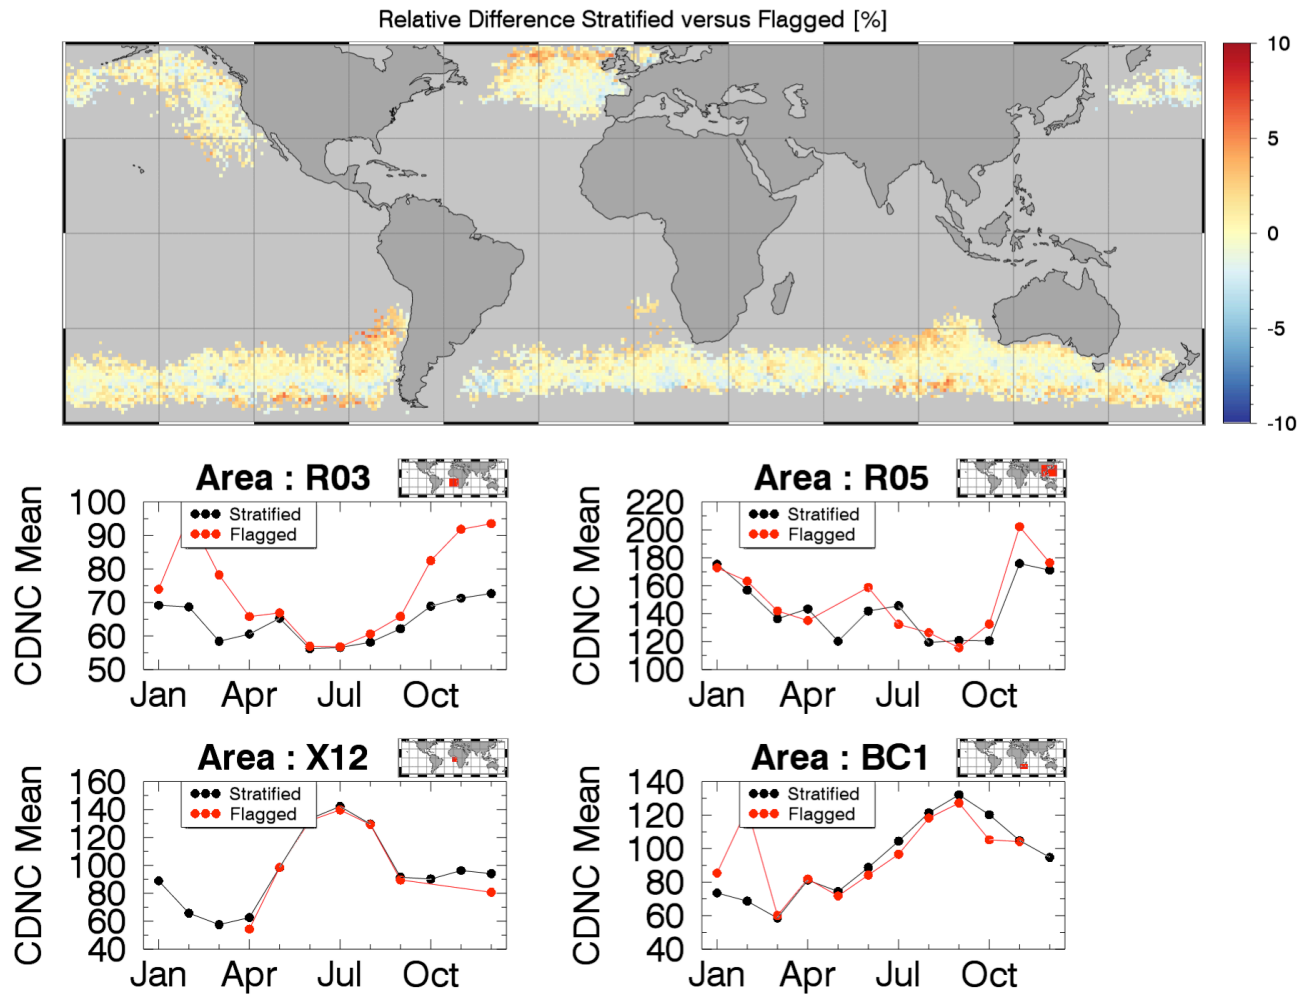 Relative Difference Stratified versus Flagged [%]
10
5
0
-5
-10
Area : R03
CDNC Mean
100
90
80
70
60
50
Stratified
Flagged
Jan Apr Jul Oct
Area : R05
CDNC Mean
220
200
180
160
140
120
100
Stratified
Flagged
Jan Apr Jul Oct
Area : X12
CDNC Mean
160
140
120
100
80
60
40
Stratified
Flagged
Jan Apr Jul Oct
Area : BC1
CDNC Mean
140
120
100
80
60
40
Stratified
Flagged
Jan Apr Jul Oct